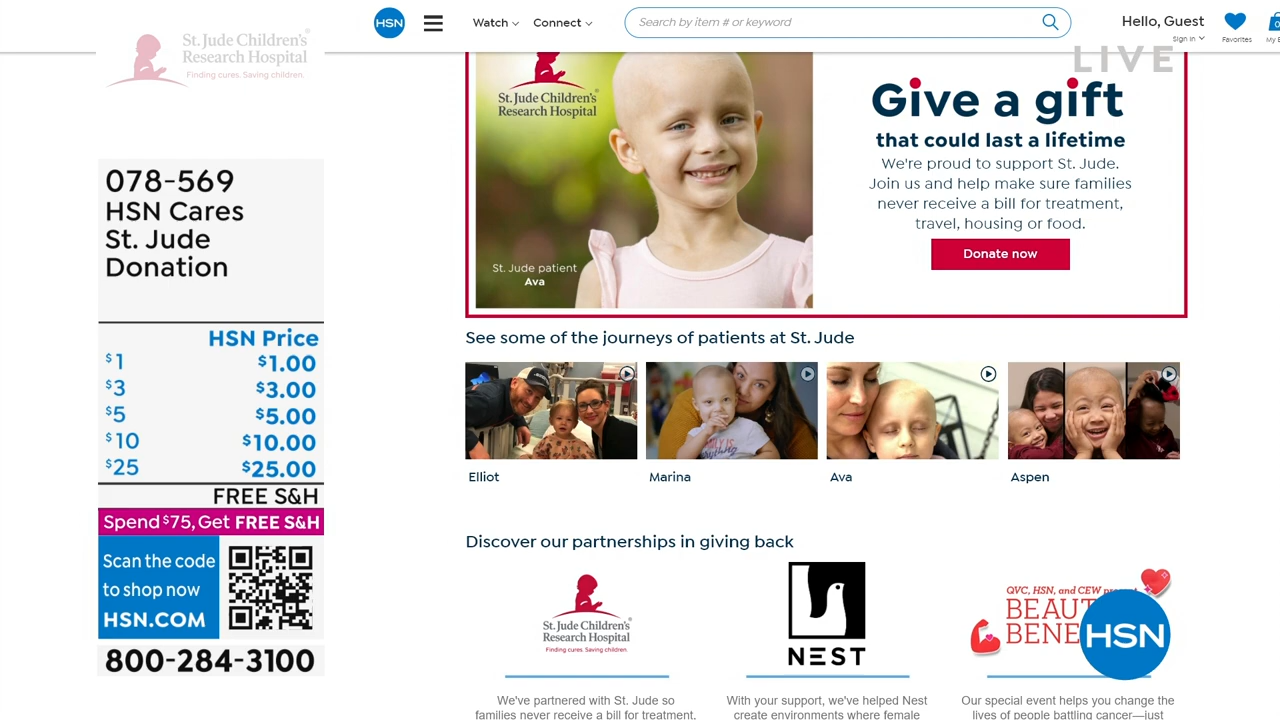 HSN
Watch
Connect
Search by item # or keyword
Hello, Guest
Sign In
Favorites
0
LIVE
St. Jude Children's®
Research Hospital
Finding cures. Saving children.
078-569
HSN Cares
St. Jude
Donation
HSN Price
$1 $1.00
$3 $3.00
$5 $5.00
$10 $10.00
$25 $25.00
FREE S&H
Spend $75, Get FREE S&H
Scan the code
to shop now
HSN.COM
800-284-3100
St. Jude Children's®
Research Hospital
St. Jude patient
Ava
Give a gift
that could last a lifetime
We're proud to support St. Jude.
Join us and help make sure families
never receive a bill for treatment,
travel, housing or food.
Donate now
See some of the journeys of patients at St. Jude
Elliot
Marina
Ava
Aspen
Discover our partnerships in giving back
St. Jude Children's®
Research Hospital
Finding cures. Saving children.
NEST
QVC, HSN, and CEW
BEAUT
BENE
HSN
We've partnered with St. Jude so
families never receive a bill for treatment,
With your support, we've helped Nest
create environments where female
Our special event helps you change the
lives of people battling cancer—just